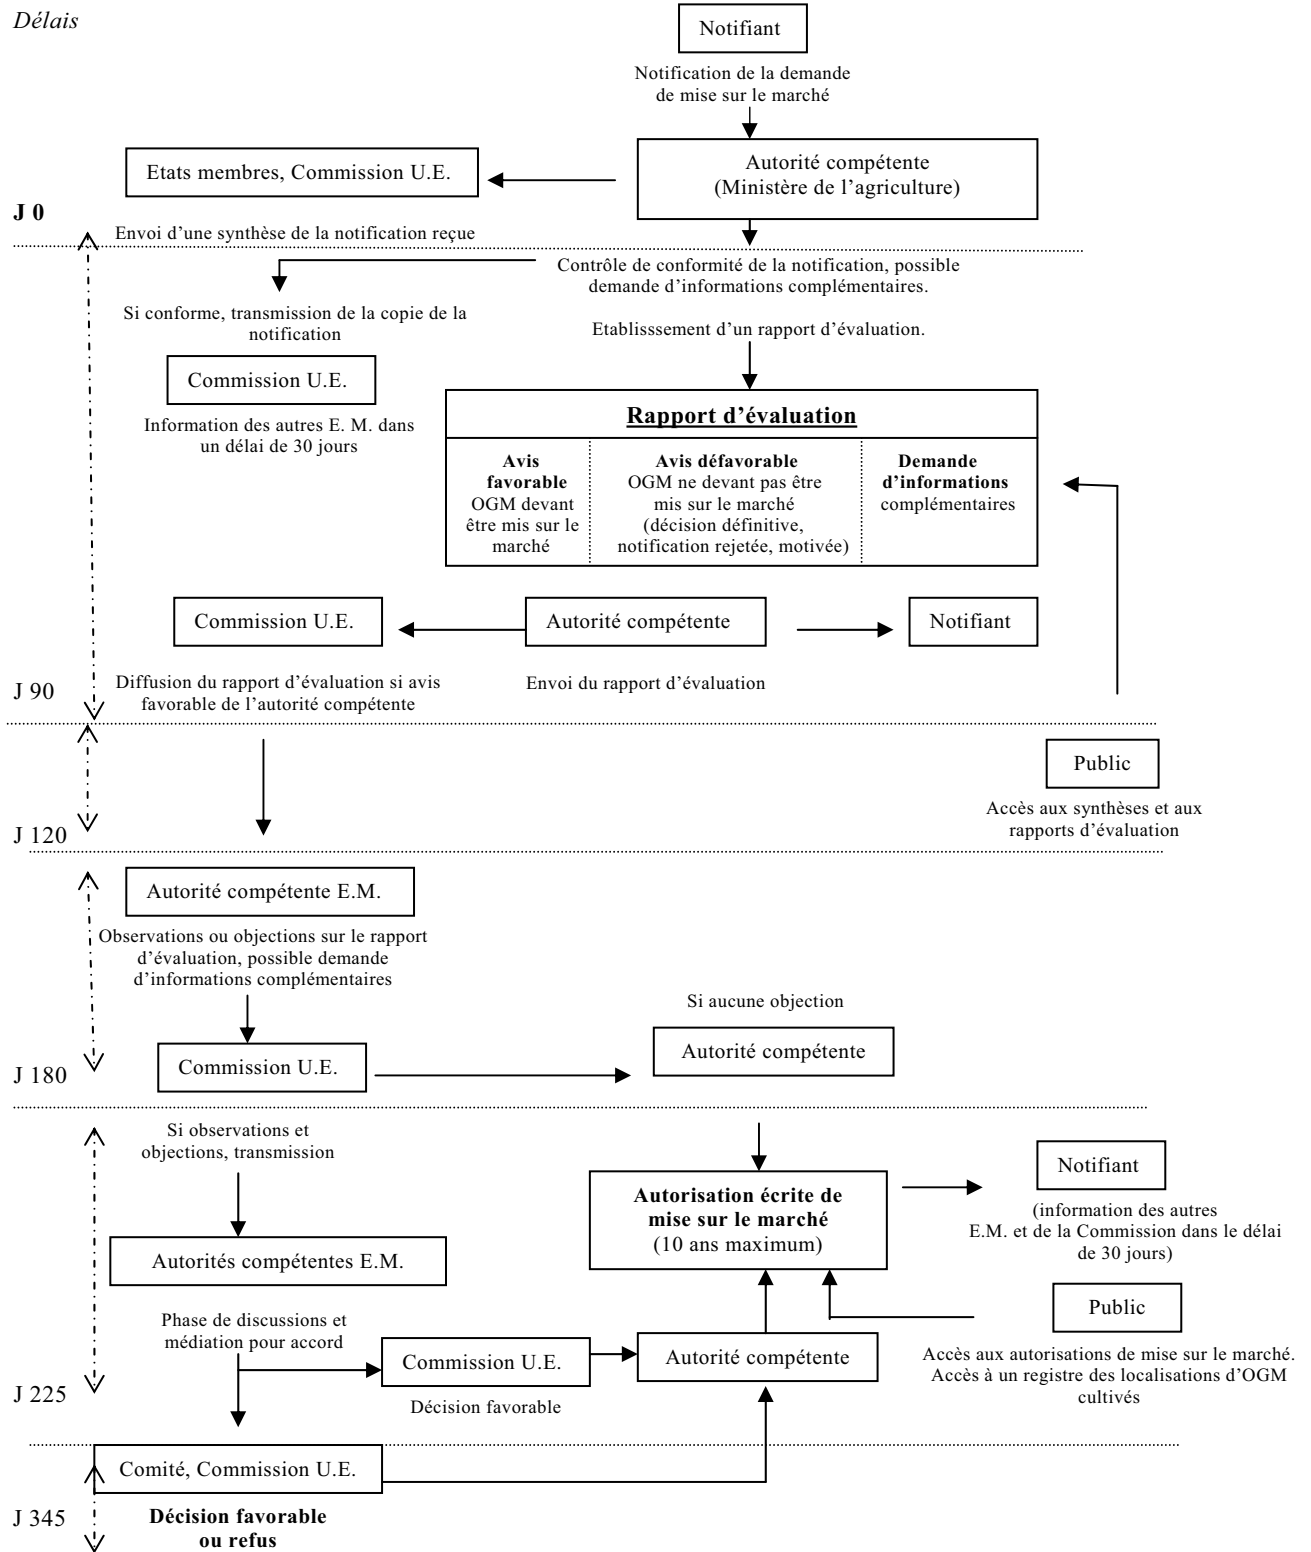 Délais
Notifiant
Notification de la demande
de mise sur le marché
Autorité compétente
(Ministère de l’agriculture)
Etats membres, Commission U.E.
J 0
Envoi d’une synthèse de la notification reçue
Contrôle de conformité de la notification, possible
demande d’informations complémentaires.
Si conforme, transmission de la copie de la
notification
Etablisssement d’un rapport d’évaluation.
Commission U.E.
Information des autres E. M. dans
un délai de 30 jours
Rapport d’évaluation
Avis
favorable
OGM devant
être mis sur le
marché
Avis défavorable
OGM ne devant pas être
mis sur le marché
(décision définitive,
notification rejetée, motivée)
Demande
d’informations
complémentaires
Commission U.E.
Autorité compétente
Notifiant
J 90
Diffusion du rapport d’évaluation si avis
favorable de l’autorité compétente
Envoi du rapport d’évaluation
Public
Accès aux synthèses et aux
rapports d’évaluation
J 120
Autorité compétente E.M.
Observations ou objections sur le rapport
d’évaluation, possible demande
d’informations complémentaires
Si aucune objection
Autorité compétente
Commission U.E.
J 180
Si observations et
objections, transmission
Notifiant
(information des autres
E.M. et de la Commission dans le délai
de 30 jours)
Autorisation écrite de
mise sur le marché
(10 ans maximum)
Autorités compétentes E.M.
Public
Accès aux autorisations de mise sur le marché.
Accès à un registre des localisations d’OGM
cultivés
Phase de discussions et
médiation pour accord
Commission U.E.
Autorité compétente
J 225
Décision favorable
Comité, Commission U.E.
J 345
Décision favorable
ou refus